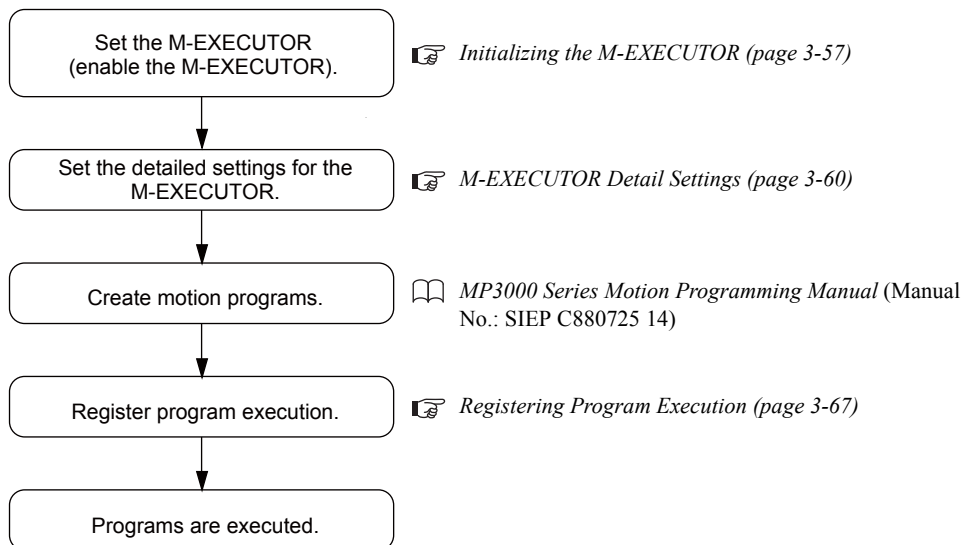 Set the M-EXECUTOR
(enable the M-EXECUTOR).
Initializing the M-EXECUTOR (page 3-57)
Set the detailed settings for the
M-EXECUTOR.
M-EXECUTOR Detail Settings (page 3-60)
Create motion programs.
MP3000 Series Motion Programming Manual (Manual
No.: SIEP C880725 14)
Register program execution.
Registering Program Execution (page 3-67)
Programs are executed.